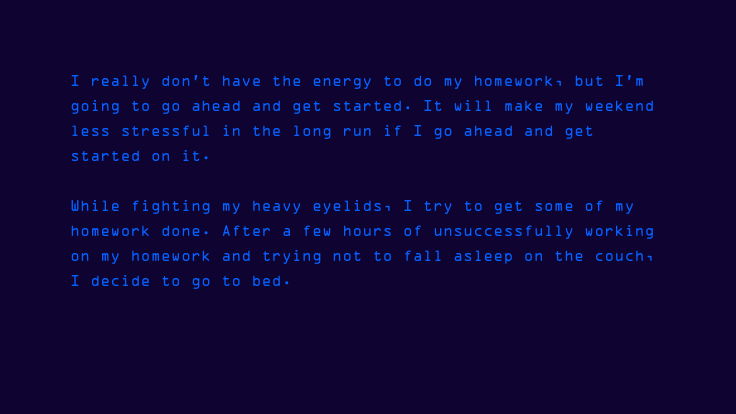 I really don't have the energy to do my homework, but I'm
going to go ahead and get started. It will make my weekend
less stressful in the long run if I go ahead and get
started on it.
While fighting my heavy eyelids, I try to get some of my
homework done. After a few hours of unsuccessfully working
on my homework and trying not to fall asleep on the couch,
I decide to go to bed.